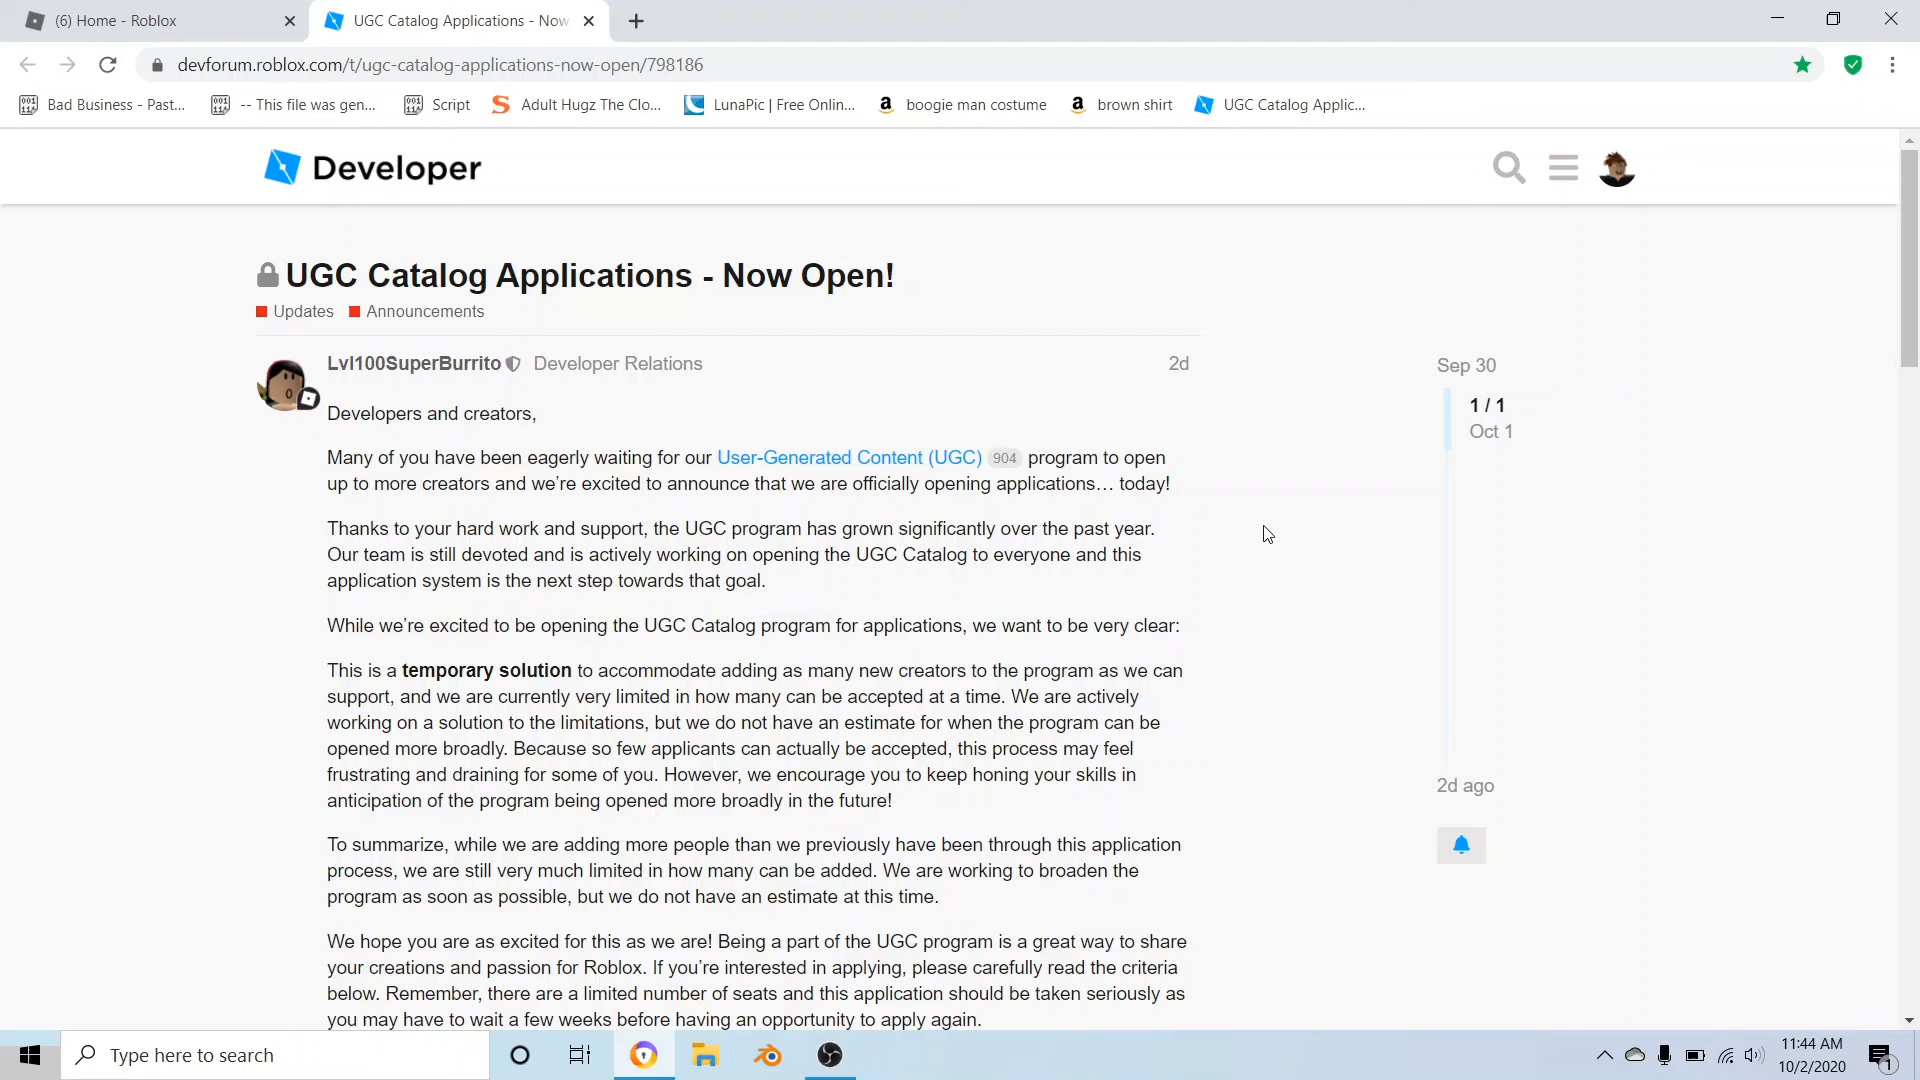 (6) Home - Roblox
UGC Catalog Applications - Now
devforum.roblox.com/t/ugc-catalog-applications-now-open/798186
Bad Business - Past...
-- This file was gen...
Script
Adult Hugz The Clo...
LunaPic | Free Onlin...
boogie man costume
brown shirt
UGC Catalog Applic...
Developer
UGC Catalog Applications - Now Open!
Updates Announcements
Lvl100SuperBurrito Developer Relations 2d
Developers and creators,
Many of you have been eagerly waiting for our User-Generated Content (UGC) 904 program to open
up to more creators and we’re excited to announce that we are officially opening applications… today!
Thanks to your hard work and support, the UGC program has grown significantly over the past year.
Our team is still devoted and is actively working on opening the UGC Catalog to everyone and this
application system is the next step towards that goal.
While we’re excited to be opening the UGC Catalog program for applications, we want to be very clear:
This is a temporary solution to accommodate adding as many new creators to the program as we can
support, and we are currently very limited in how many can be accepted at a time. We are actively
working on a solution to the limitations, but we do not have an estimate for when the program can be
opened more broadly. Because so few applicants can actually be accepted, this process may feel
frustrating and draining for some of you. However, we encourage you to keep honing your skills in
anticipation of the program being opened more broadly in the future!
To summarize, while we are adding more people than we previously have been through this application
process, we are still very much limited in how many can be added. We are working to broaden the
program as soon as possible, but we do not have an estimate at this time.
We hope you are as excited for this as we are! Being a part of the UGC program is a great way to share
your creations and passion for Roblox. If you’re interested in applying, please carefully read the criteria
below. Remember, there are a limited number of seats and this application should be taken seriously as
you may have to wait a few weeks before having an opportunity to apply again.
Sep 30
1 / 1
Oct 1
2d ago
Type here to search
11:44 AM
10/2/2020
1